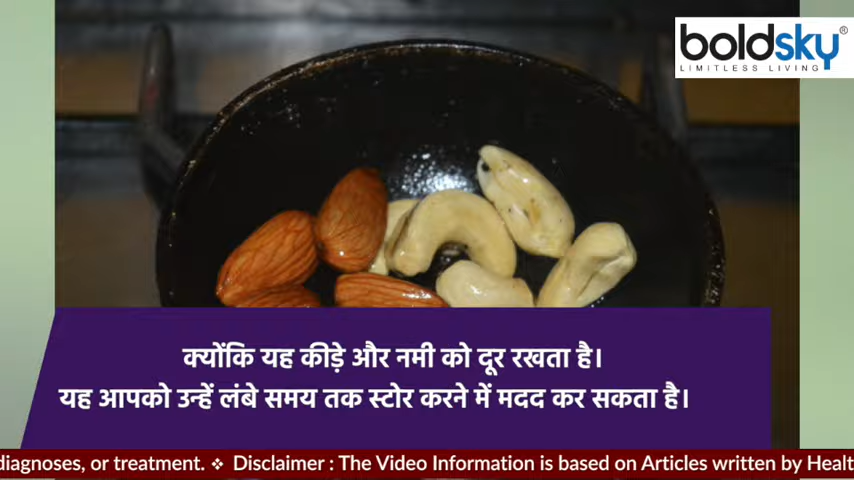 boldsky®
LIMITLESS LIVING
क्योंकि यह कीड़े और नमी को दूर रखता है।
यह आपको उन्हें लंबे समय तक स्टोर करने में मदद कर सकता है।
diagnoses, or treatment. ❖ Disclaimer : The Video Information is based on Articles written by Healt